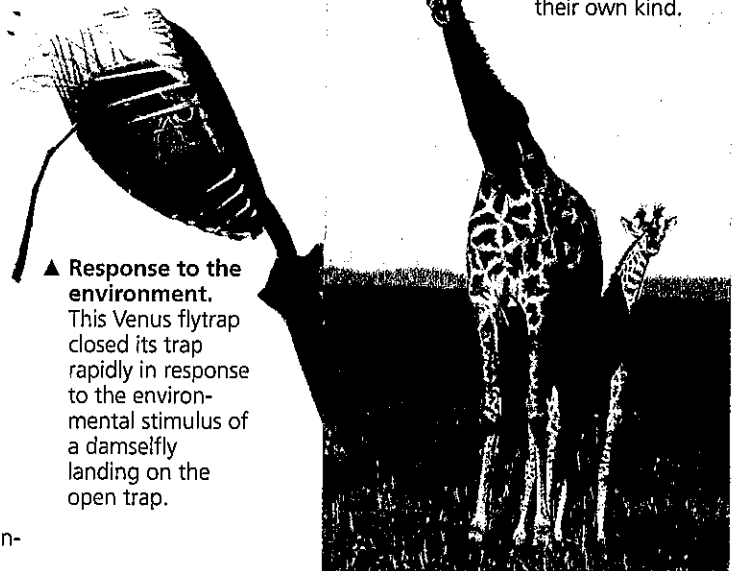 their own kind.
▲ Response to the
environment.
This Venus flytrap
closed its trap
rapidly in response
to the environ-
mental stimulus of
a damselfly
landing on the
open trap.
n-